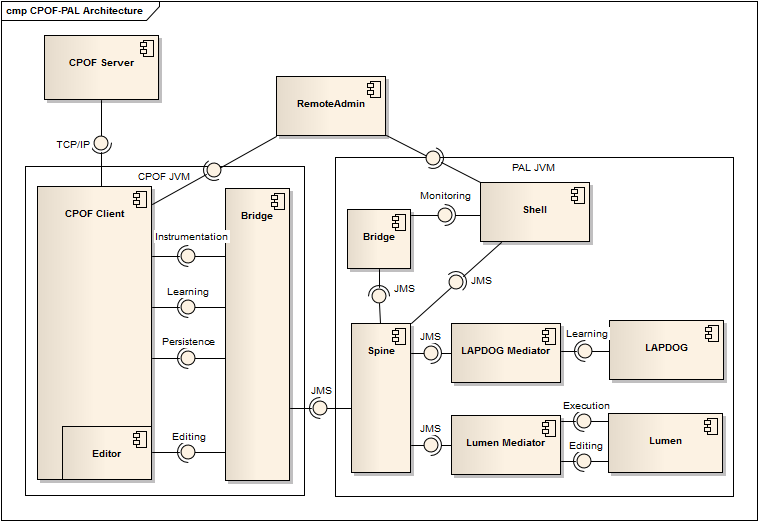 cmp CPOF-PAL Architecture
CPOF Server
RemoteAdmin
TCP/IP
CPOF JVM
PAL JVM
CPOF Client
Bridge
Instrumentation
Learning
Persistence
Editor
Editing
JMS
Monitoring
Shell
Bridge
JMS
JMS
Spine
JMS
LAPDOG Mediator
Learning
LAPDOG
JMS
Lumen Mediator
Execution
Editing
Lumen